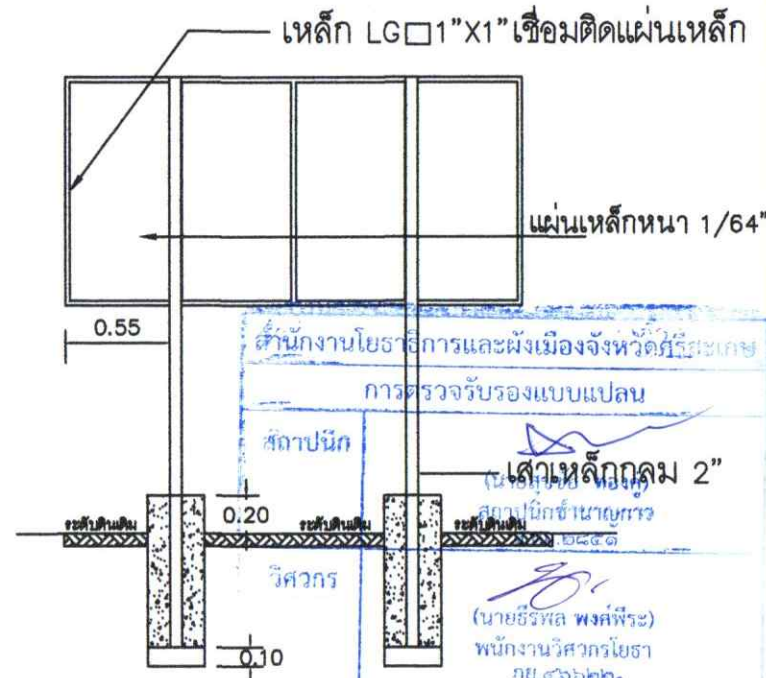 เหล็ก LG□1"X1"เชื่อมติดแผ่นเหล็ก
แผ่นเหล็กหนา 1/64"
0.55
สำนักงานโยธาธิการและผังเมืองจังหวัดศรีสะเกษ
การตรวจรับรองแบบแปลน
สถาปนิก
เสาเหล็กกลม 2"
สถาปนิกชำนาญการ
0.20
ระดับดินเดิม
ระดับดินเดิม
ระดับดินเดิม
วิศวกร
(นายธีรพล พงศ์พีระ)
พนักงานวิศวกรโยธา
0.10